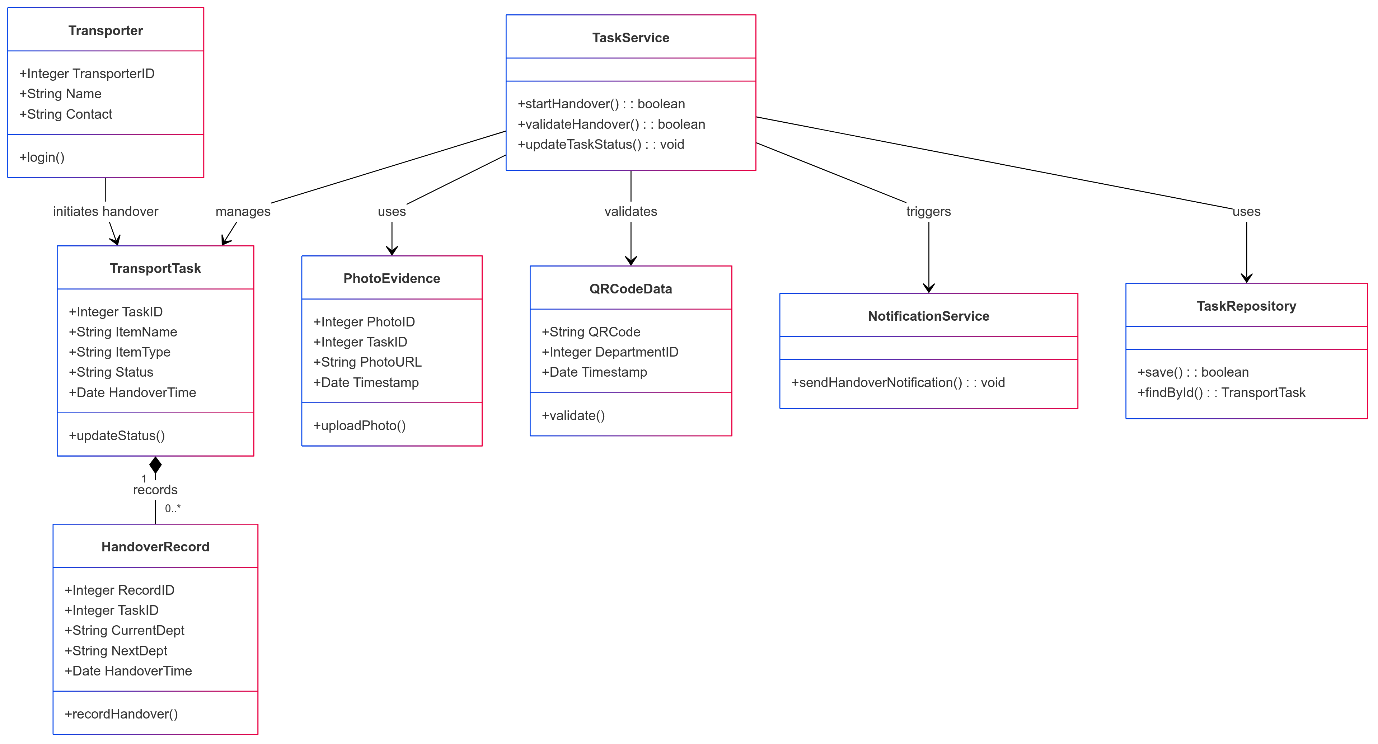 Transporter
+Integer TransporterID
+String Name
+String Contact
+login()
TaskService
+startHandover() : : boolean
+validateHandover() : : boolean
+updateTaskStatus() : : void
initiates handover
manages
uses
validates
triggers
uses
TransportTask
+Integer TaskID
+String ItemName
+String ItemType
+String Status
+Date HandoverTime
+updateStatus()
PhotoEvidence
+Integer PhotoID
+Integer TaskID
+String PhotoURL
+Date Timestamp
+uploadPhoto()
QRCodeData
+String QRCode
+Integer DepartmentID
+Date Timestamp
+validate()
NotificationService
+sendHandoverNotification() : : void
TaskRepository
+save() : : boolean
+findById() : : TransportTask
1
records
0..*
HandoverRecord
+Integer RecordID
+Integer TaskID
+String CurrentDept
+String NextDept
+Date HandoverTime
+recordHandover()